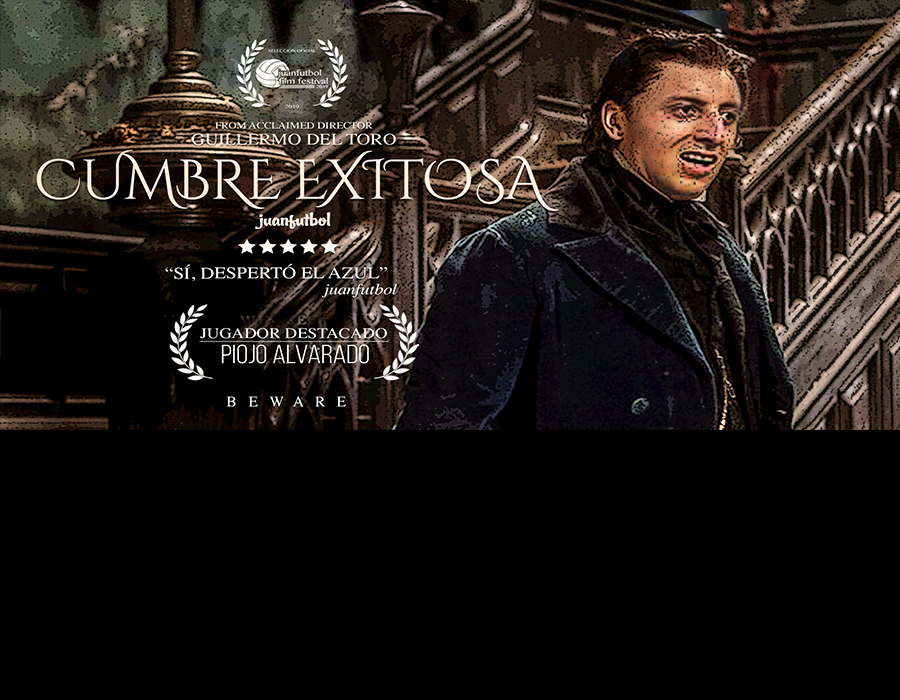 SELECCIÓN OFICIAL
juanfutbol
film festival
2019
2019
FROM ACCLAIMED DIRECTOR
GUILLERMO DEL TORO
CUMBRE EXITOSA
juanfutbol
“SÍ, DESPERTÓ EL AZUL”
juanfutbol
JUGADOR DESTACADO
PIOJO ALVARADO
BEWARE